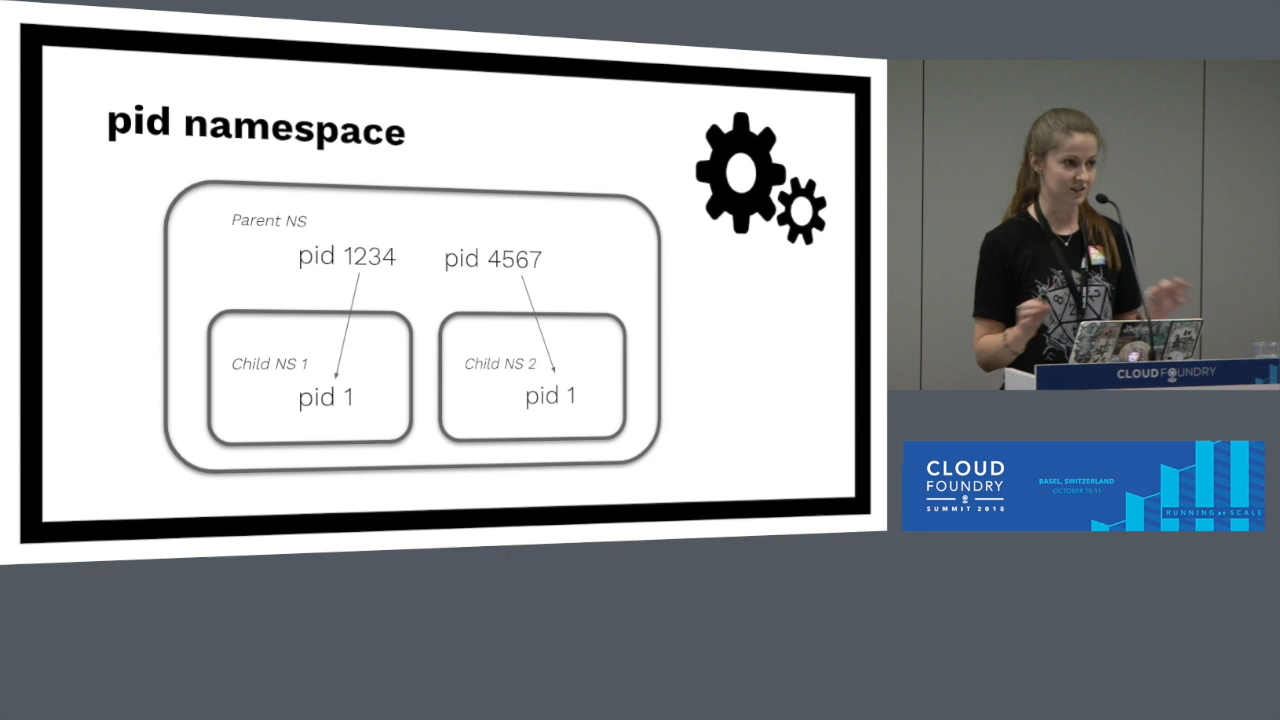 pid namespace
Parent NS
pid 1234
pid 4567
Child NS 1
pid 1
Child NS 2
pid 1
CLOUD FOUNDRY
CLOUD
FOUNDRY
SUMMIT 2018
BASEL, SWITZERLAND
OCTOBER 10-11
RUNNING AT SCALE